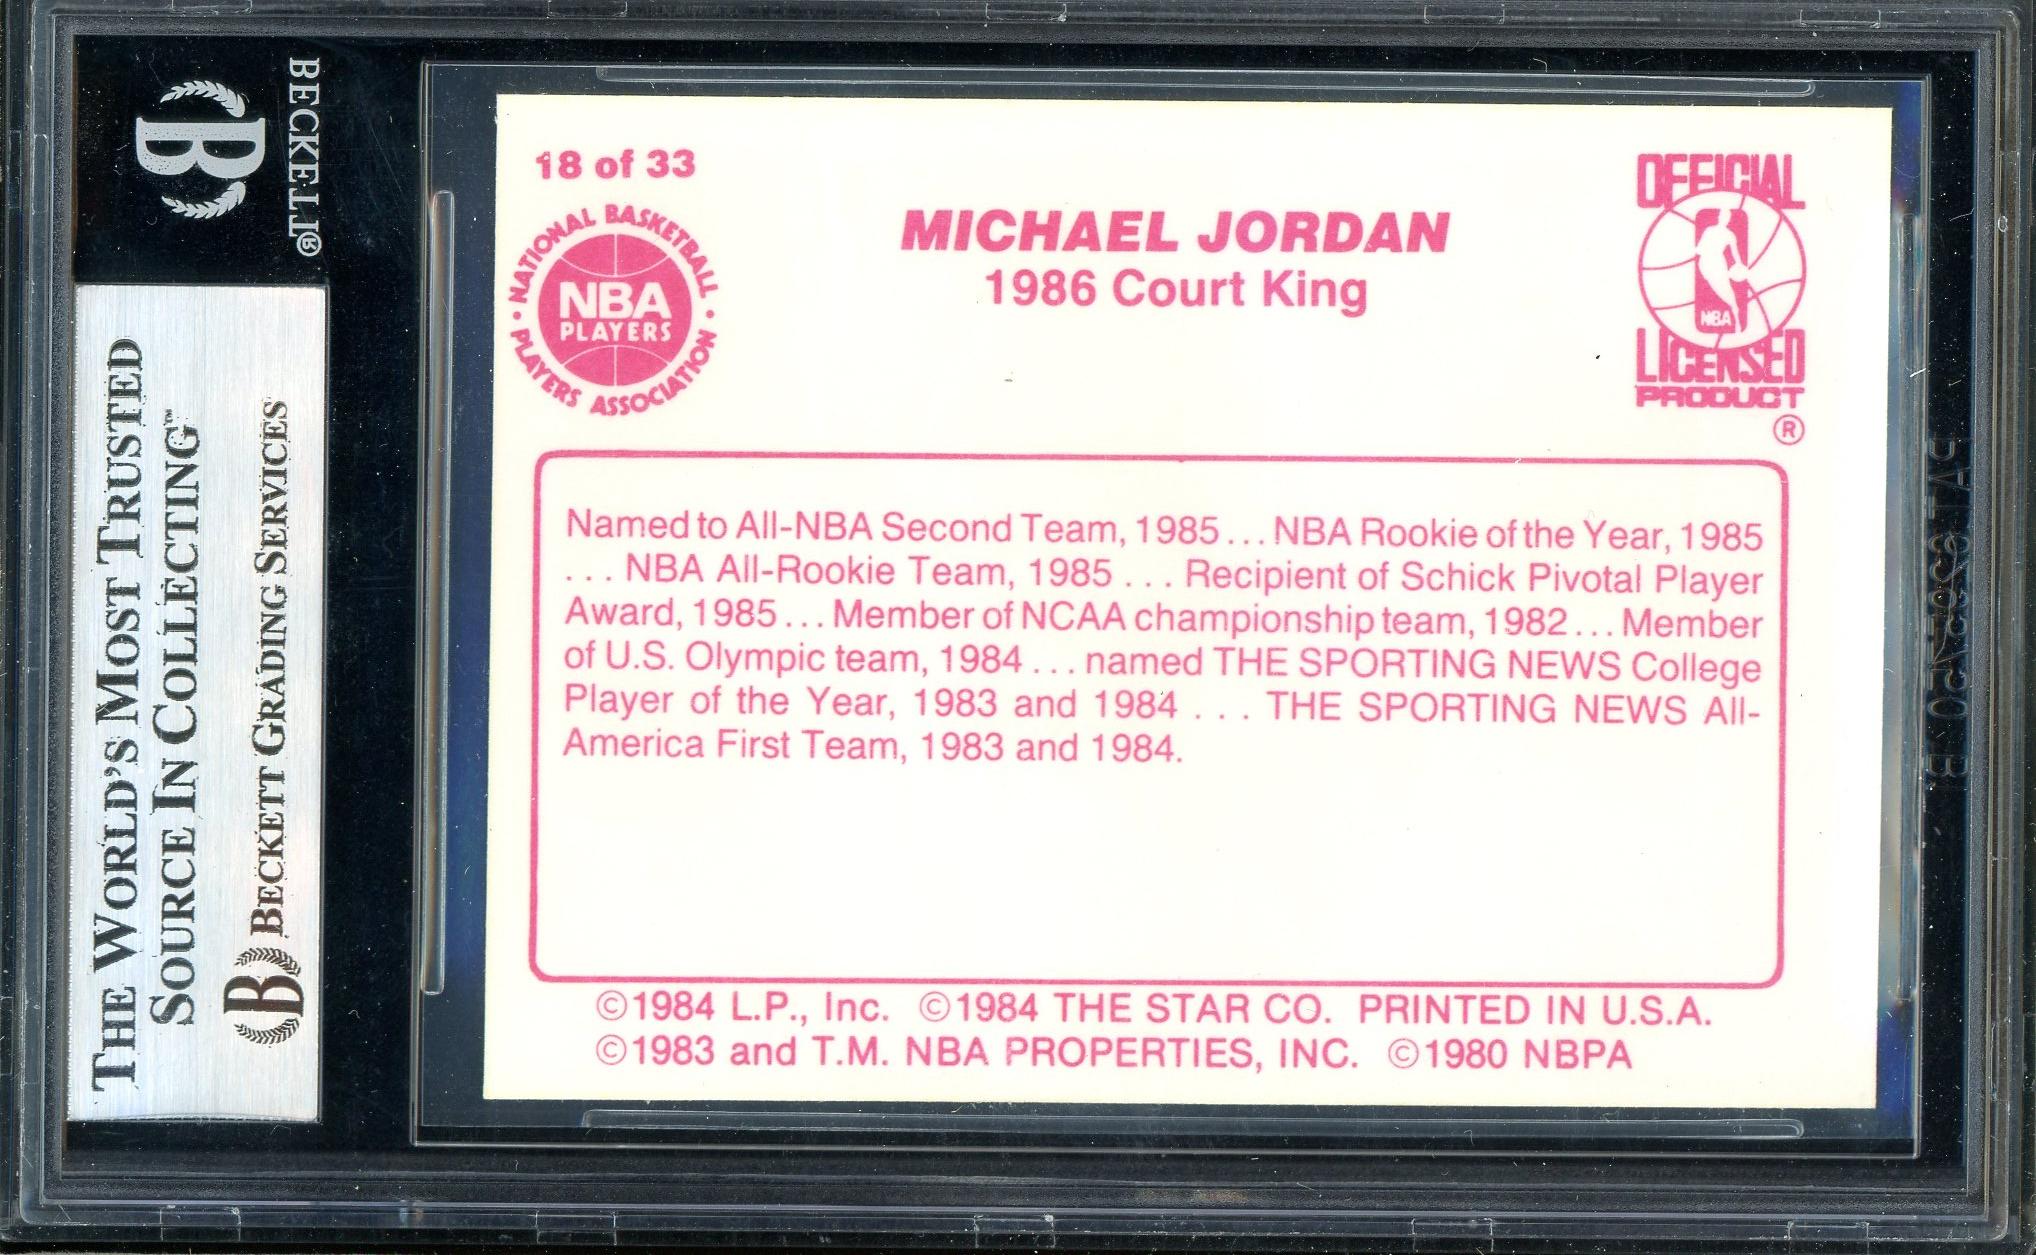 BECKETT®
B
THE WORLD'S MOST TRUSTED
SOURCE IN COLLECTING™
B BECKETT GRADING SERVICES
18 of 33
NATIONAL BASKETBALL
NBA
PLAYERS
PLAYERS ASSOCIATION
MICHAEL JORDAN
1986 Court King
OFFICIAL
NBA
LICENSED
PRODUCT
®
Named to All-NBA Second Team, 1985... NBA Rookie of the Year, 1985
... NBA All-Rookie Team, 1985 ... Recipient of Schick Pivotal Player
Award, 1985... Member of NCAA championship team, 1982... Member
of U.S. Olympic team, 1984 ... named THE SPORTING NEWS College
Player of the Year, 1983 and 1984 ... THE SPORTING NEWS All-
America First Team, 1983 and 1984.
©1984 L.P., Inc. ©1984 THE STAR CO. PRINTED IN U.S.A.
©1983 and T.M. NBA PROPERTIES, INC. ©1980 NBPA